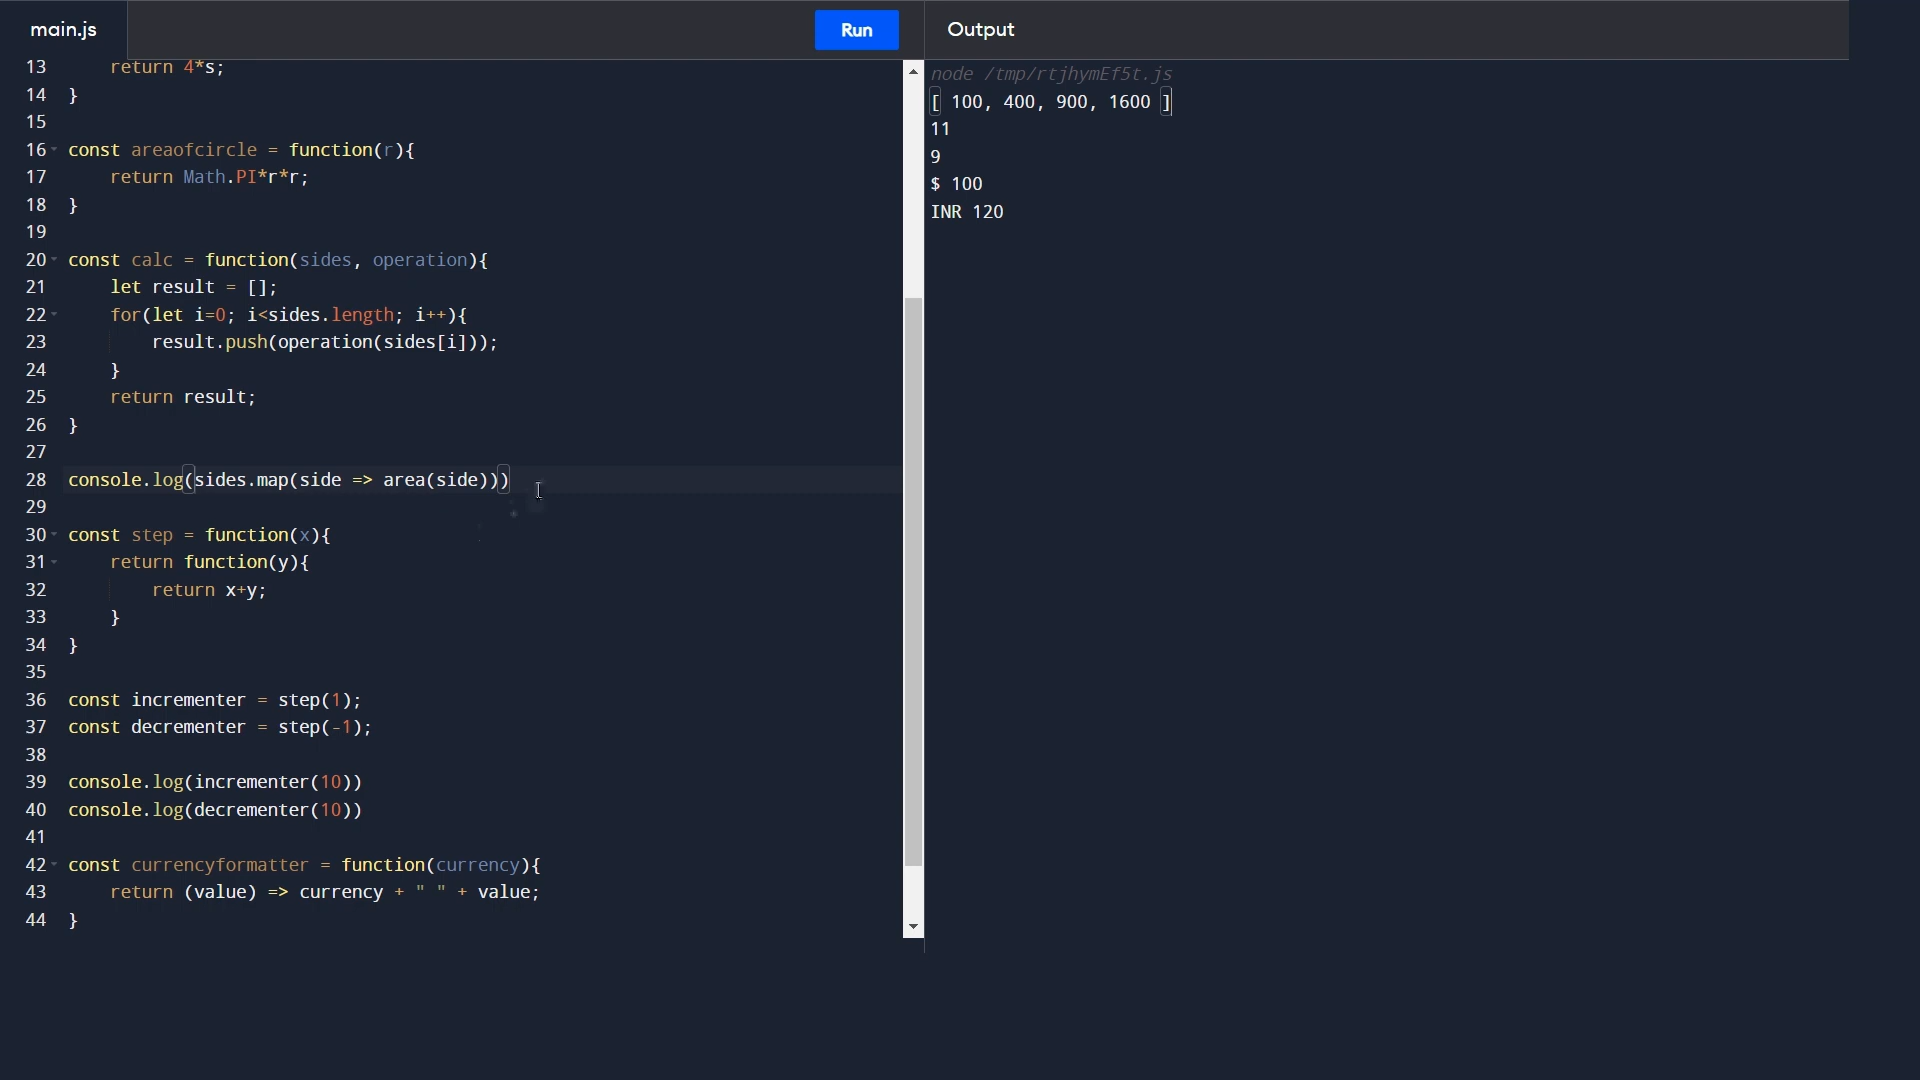 main.js
Run
Output
13 return 4*s;
14 }
15
16 const areaofcircle = function(r){
17 return Math.PI*r*r;
18 }
19
20 const calc = function(sides, operation){
21 let result = [];
22 for(let i=0; i<sides.length; i++){
23 result.push(operation(sides[i]));
24 }
25 return result;
26 }
27
28 console.log(sides.map(side => area(side)))
29
30 const step = function(x){
31 return function(y){
32 return x+y;
33 }
34 }
35
36 const incrementer = step(1);
37 const decrementer = step(-1);
38
39 console.log(incrementer(10))
40 console.log(decrementer(10))
41
42 const currencyformatter = function(currency){
43 return (value) => currency + " " + value;
44 }
node /tmp/rtjhymEf5t.js
[ 100, 400, 900, 1600 ]
11
9
$ 100
INR 120